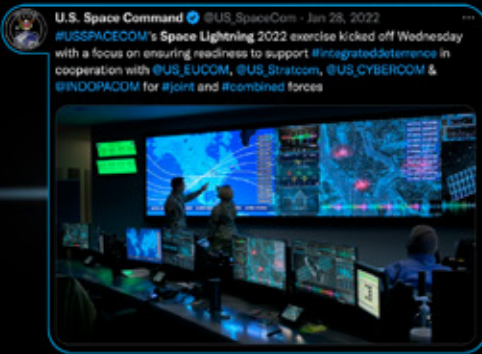 U.S. Space Command @US_SpaceCom · Jan 28, 2022
#USSPACECOM's Space Lightning 2022 exercise kicked off Wednesday
with a focus on ensuring readiness to support #integrateddeterrence in
cooperation with @US_EUCOM, @US_Stratcom, @US_CYBERCOM &
@INDOPACOM for #joint and #combined forces